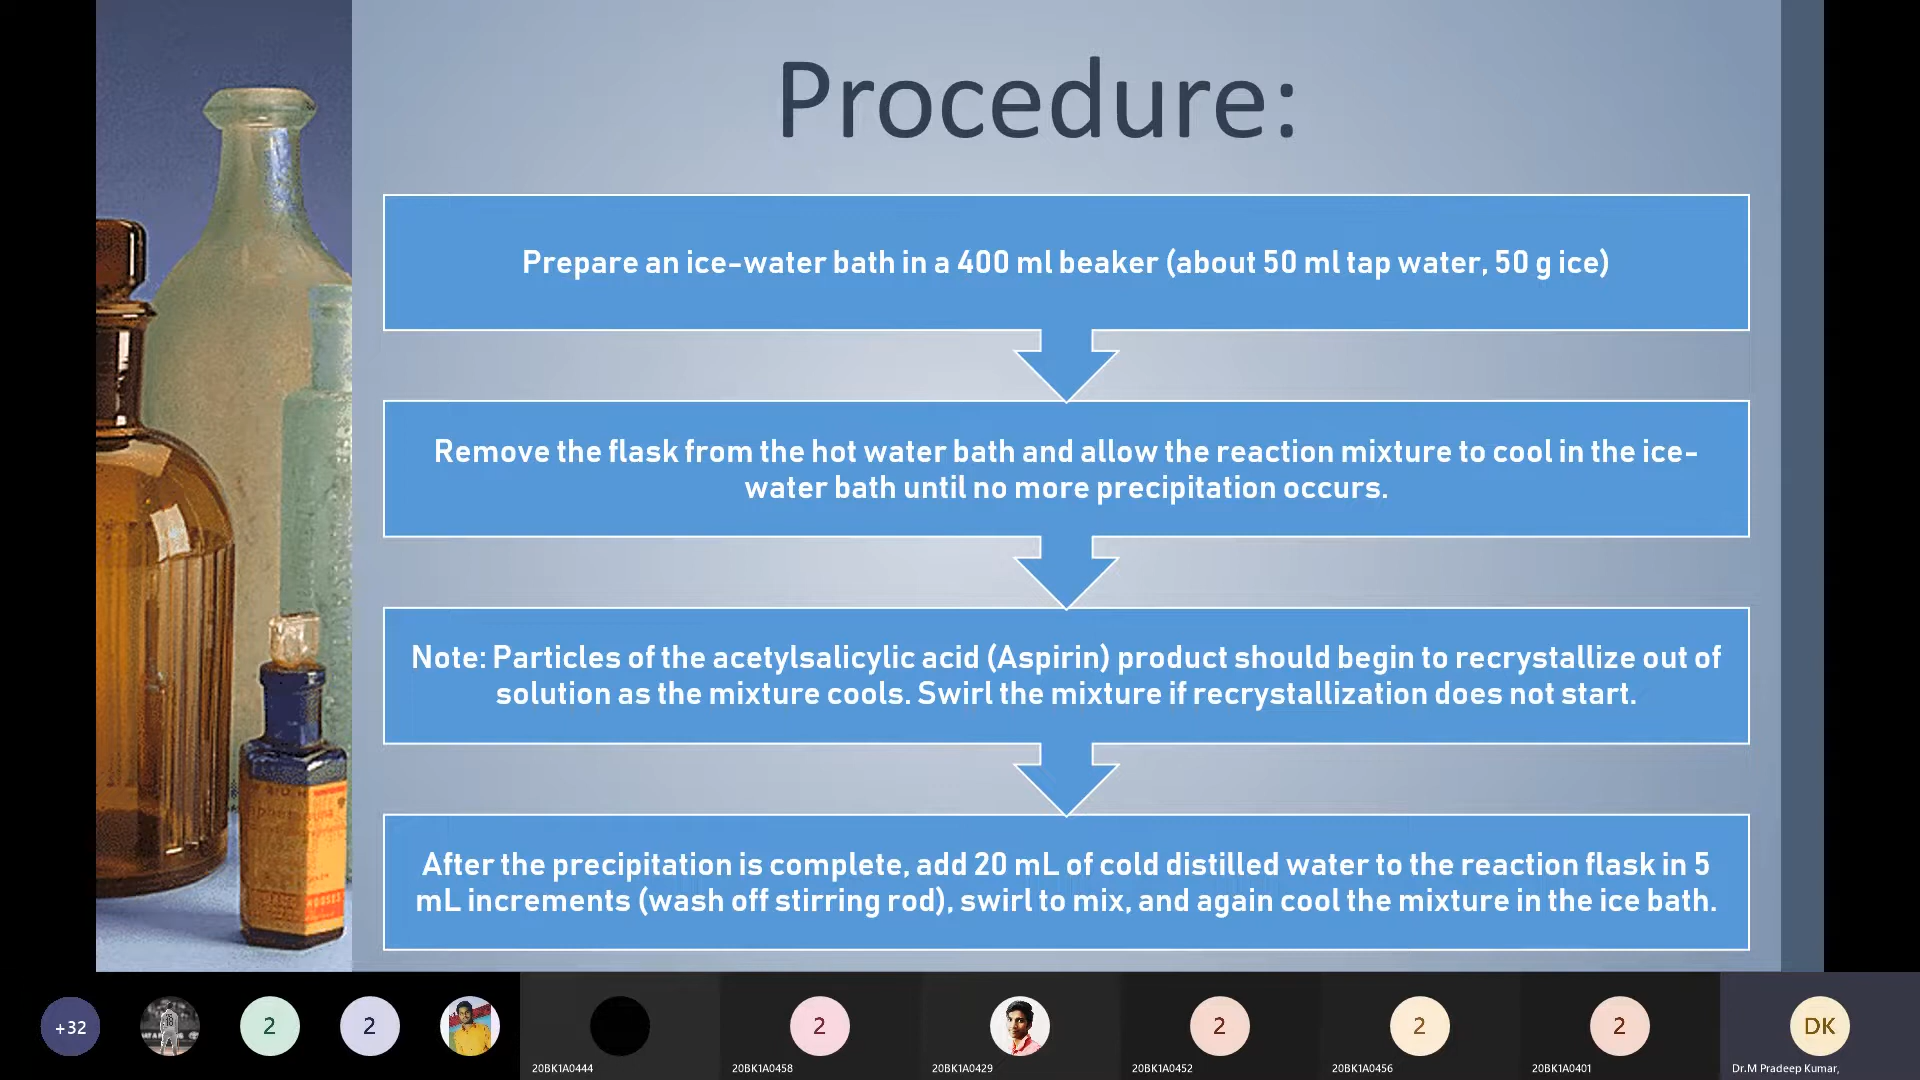 Procedure:
Prepare an ice-water bath in a 400 ml beaker (about 50 ml tap water, 50 g ice)
Remove the flask from the hot water bath and allow the reaction mixture to cool in the ice-
water bath until no more precipitation occurs.
Note: Particles of the acetylsalicylic acid (Aspirin) product should begin to recrystallize out of
solution as the mixture cools. Swirl the mixture if recrystallization does not start.
After the precipitation is complete, add 20 mL of cold distilled water to the reaction flask in 5
mL increments (wash off stirring rod), swirl to mix, and again cool the mixture in the ice bath.
+32
2
2
2
2
2
2
DK
20BK1A0444
20BK1A0458
20BK1A0429
20BK1A0452
20BK1A0456
20BK1A0401
Dr.M Pradeep Kumar,